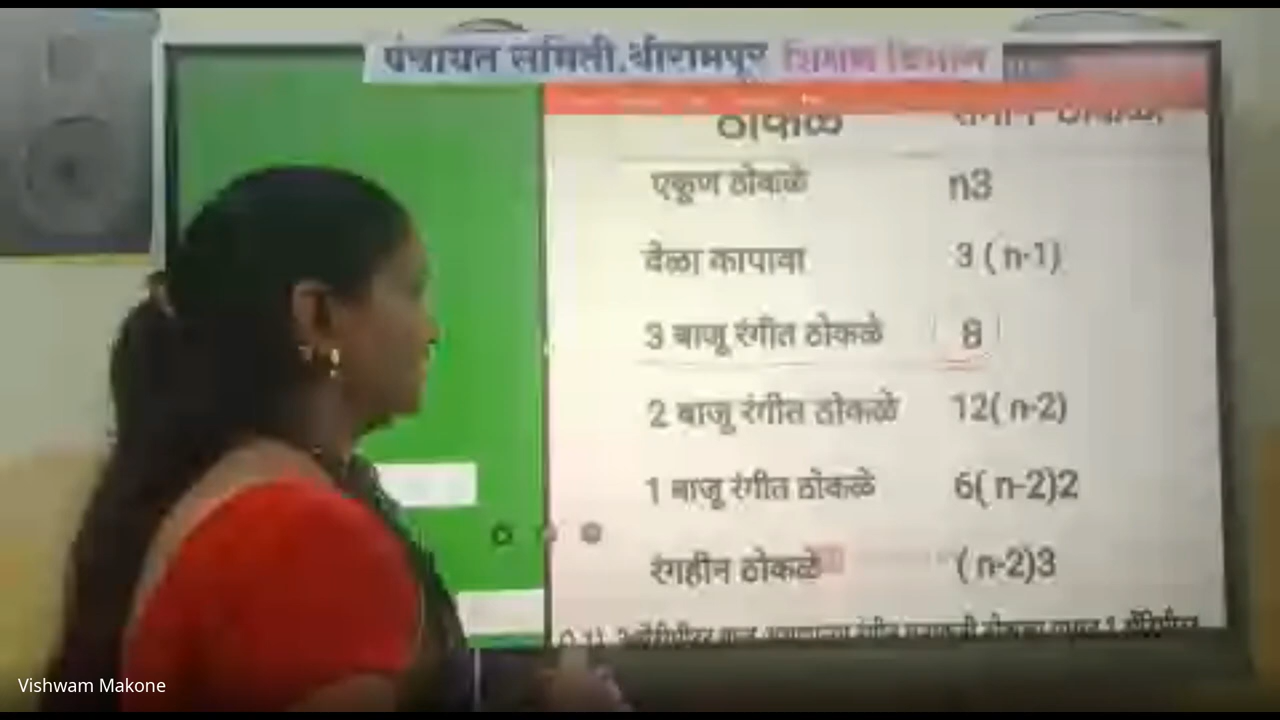 पंचायत समिती,श्रीरामपूर शिक्षण विभाग
ठोकळे
एकूण ठोकळे n3
वेळा कापावा 3 ( n-1)
3 बाजू रंगीत ठोकळे 8
2 बाजू रंगीत ठोकळे 12( n-2)
1 बाजू रंगीत ठोकळे 6( n-2)2
रंगहीन ठोकळे ( n-2)3
Vishwam Makone